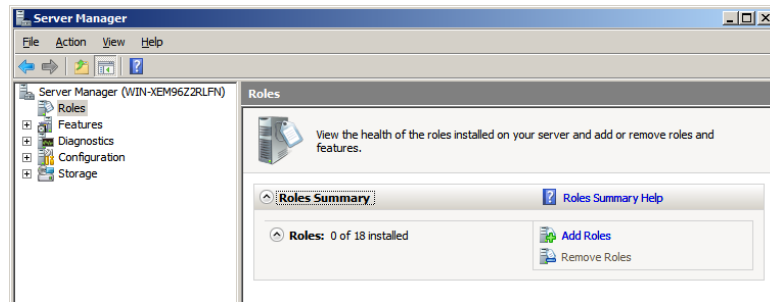 Server Manager
File Action View Help
Server Manager (WIN-XEM96Z2RLFN)
Roles
Features
Diagnostics
Configuration
Storage
Roles
View the health of the roles installed on your server and add or remove roles and
features.
Roles Summary
Roles Summary Help
Roles: 0 of 18 installed
Add Roles
Remove Roles